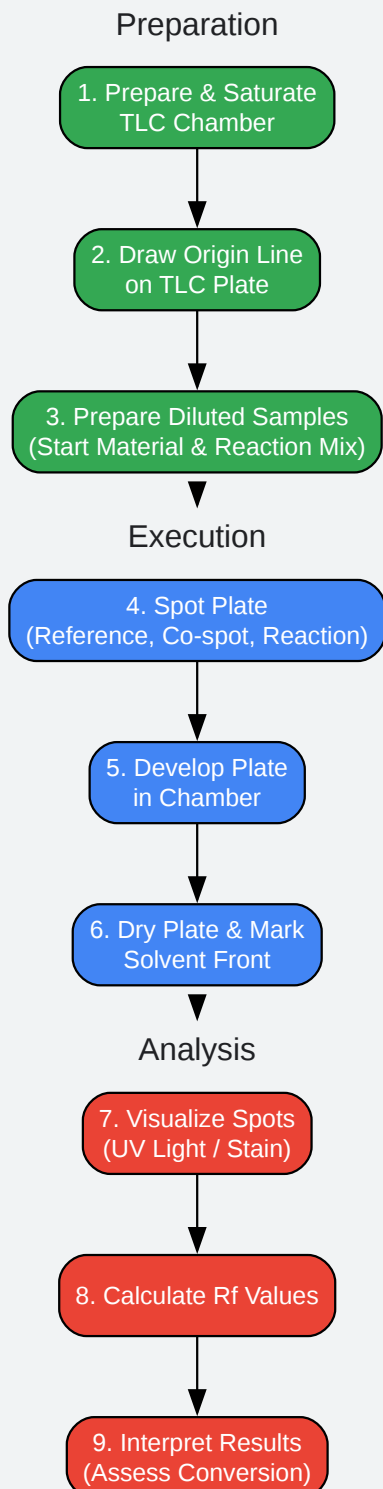 Preparation
1. Prepare & Saturate
TLC Chamber
2. Draw Origin Line
on TLC Plate
3. Prepare Diluted Samples
(Start Material & Reaction Mix)
Execution
4. Spot Plate
(Reference, Co-spot, Reaction)
5. Develop Plate
in Chamber
6. Dry Plate & Mark
Solvent Front
Analysis
7. Visualize Spots
(UV Light / Stain)
8. Calculate Rf Values
9. Interpret Results
(Assess Conversion)